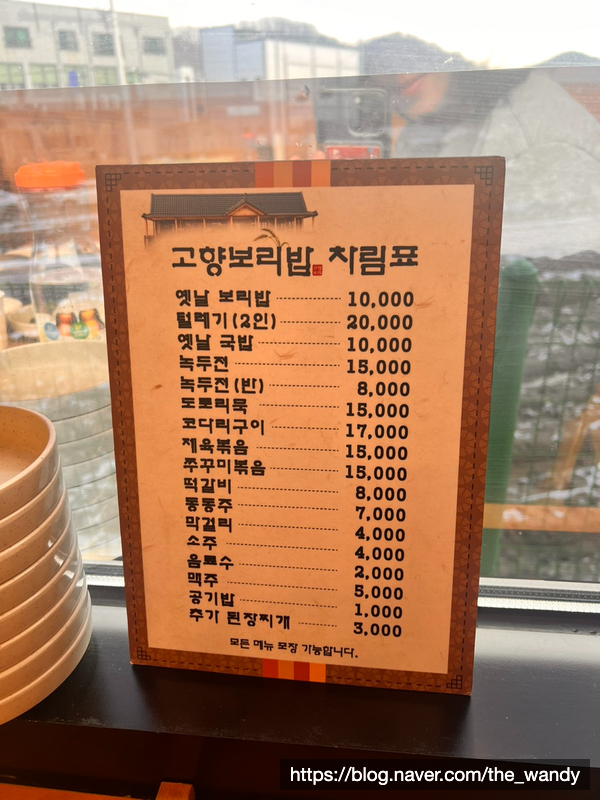 고향보리밥 차림표
옛날 보리밥 10,000
털레기(2인) 20,000
옛날 국밥 10,000
녹두전 15,000
녹두전(반) 8,000
도토리묵 15,000
코다리구이 17,000
제육볶음 15,000
쭈꾸미볶음 15,000
떡갈비 8,000
동동주 7,000
막걸리 4,000
소주 4,000
음료수 2,000
맥주 5,000
공기밥 1,000
추가 된장찌개 3,000
모든 메뉴 포장 가능합니다.
https://blog.naver.com/the_wandy